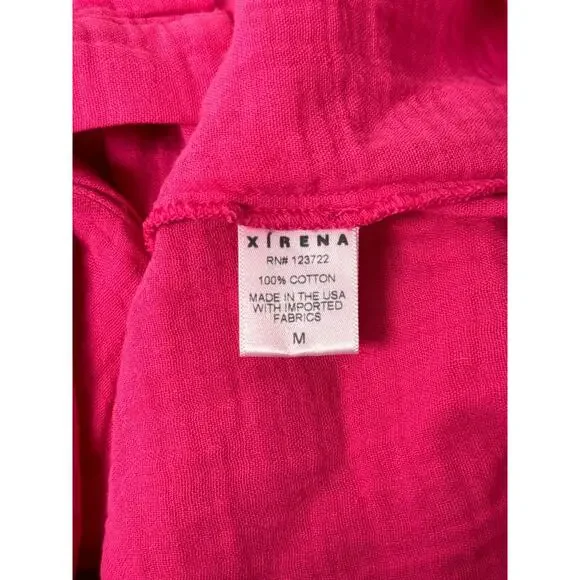 XÍRENA
RN# 123722
100% COTTON
MADE IN THE USA
WITH IMPORTED
FABRICS
M